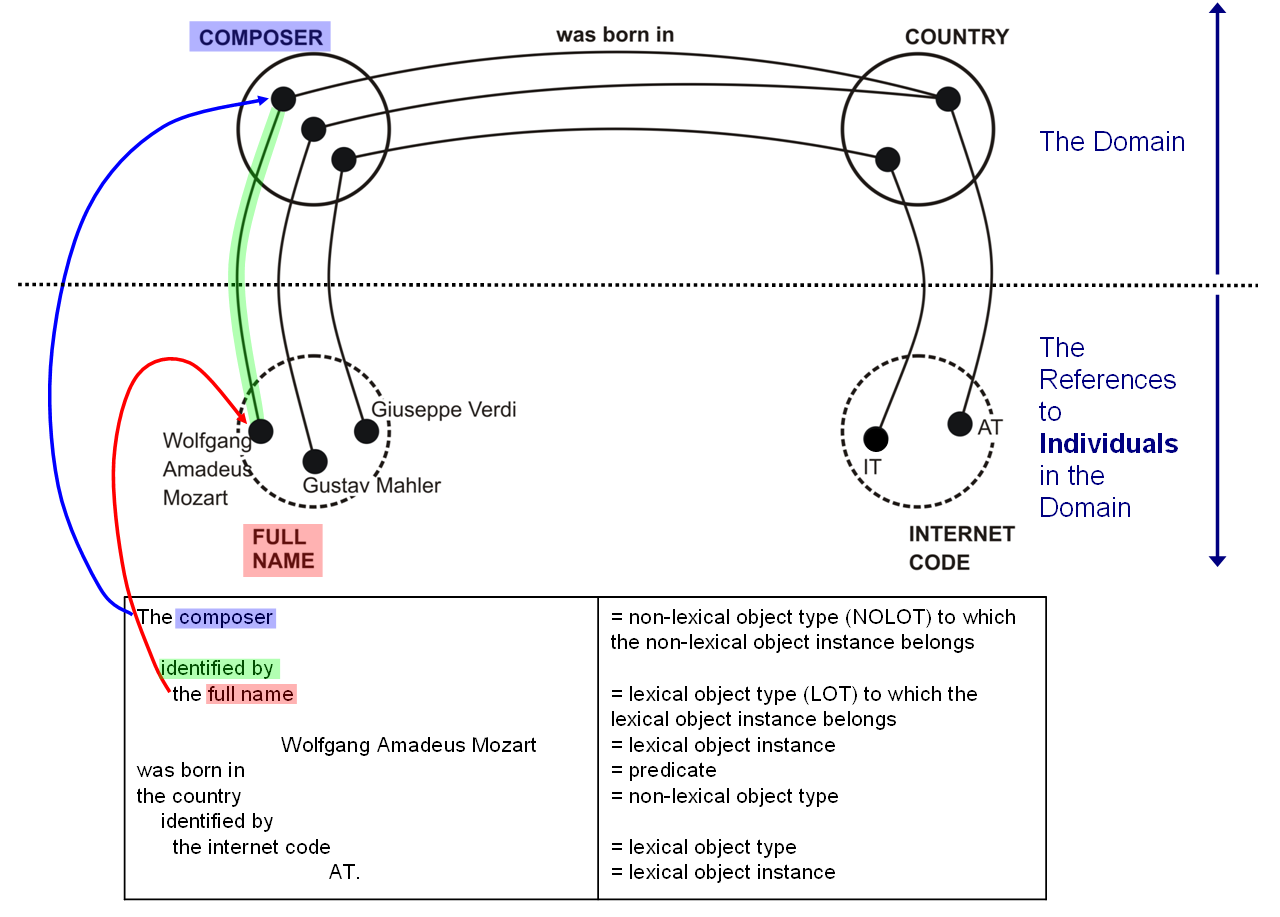 COMPOSER
was born in
COUNTRY
The Domain
The
References
to
Individuals
in the
Domain
Giuseppe Verdi
Wolfgang
Amadeus
Mozart
Gustav Mahler
AT
IT
FULL
NAME
INTERNET
CODE
The composer
= non-lexical object type (NOLOT) to which
the non-lexical object instance belongs
identified by
the full name
= lexical object type (LOT) to which the
lexical object instance belongs
Wolfgang Amadeus Mozart
= lexical object instance
was born in
= predicate
the country
= non-lexical object type
identified by
the internet code
= lexical object type
AT.
= lexical object instance